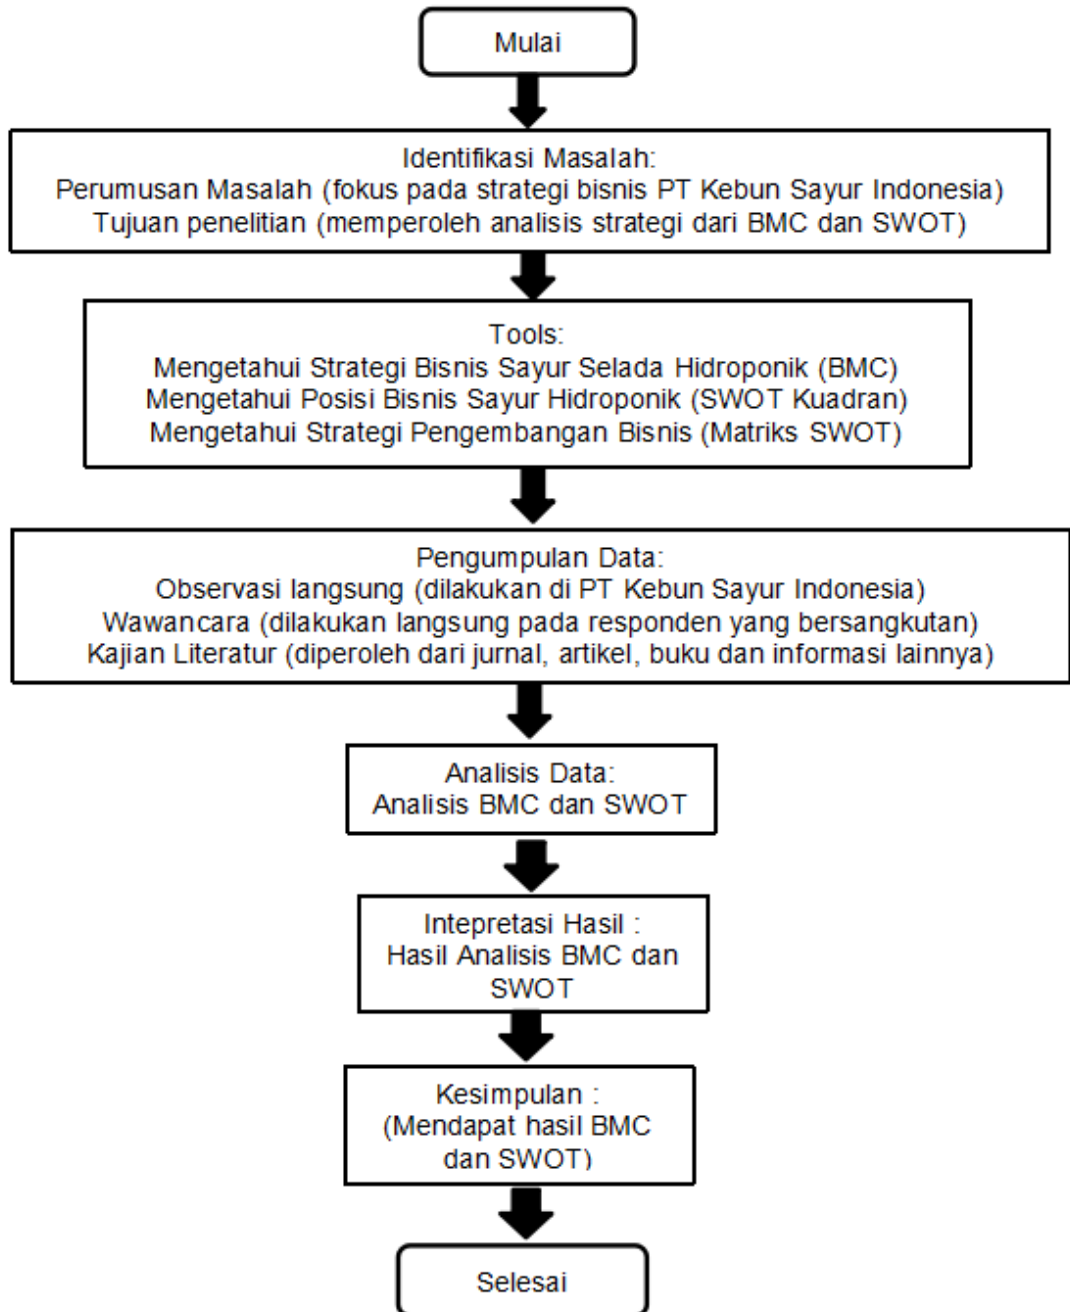 Mulai
Identifikasi Masalah:
Perumusan Masalah (fokus pada strategi bisnis PT Kebun Sayur Indonesia)
Tujuan penelitian (memperoleh analisis strategi dari BMC dan SWOT)
Tools:
Mengetahui Strategi Bisnis Sayur Selada Hidroponik (BMC)
Mengetahui Posisi Bisnis Sayur Hidroponik (SWOT Kuadran)
Mengetahui Strategi Pengembangan Bisnis (Matriks SWOT)
Pengumpulan Data:
Observasi langsung (dilakukan di PT Kebun Sayur Indonesia)
Wawancara (dilakukan langsung pada responden yang bersangkutan)
Kajian Literatur (diperoleh dari jurnal, artikel, buku dan informasi lainnya)
Analisis Data:
Analisis BMC dan SWOT
Intepretasi Hasil :
Hasil Analisis BMC dan
SWOT
Kesimpulan :
(Mendapat hasil BMC
dan SWOT)
Selesai